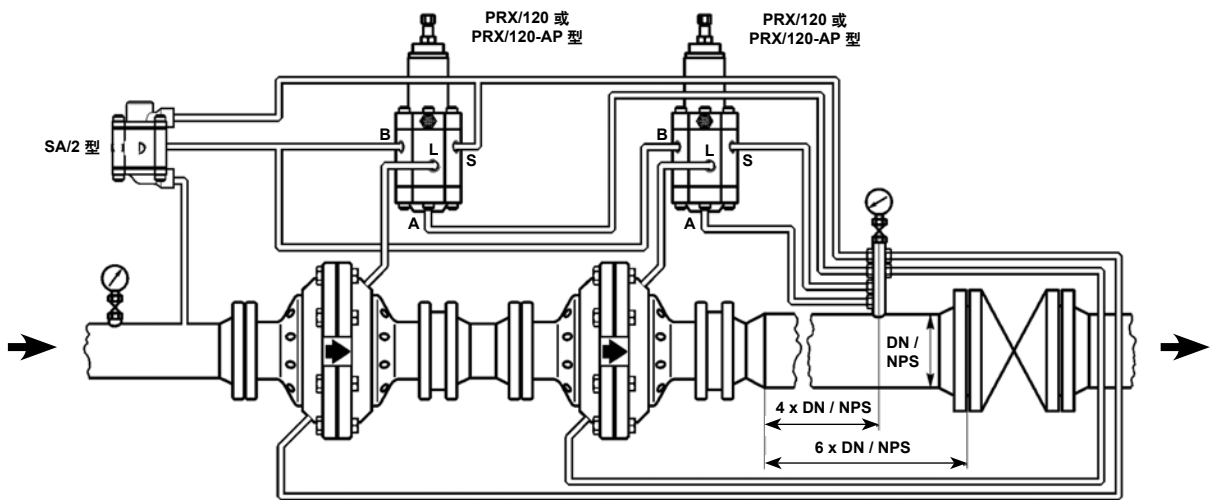 PRX/120 或
PRX/120-AP 型
PRX/120 或
PRX/120-AP 型
SA/2 型
B
L
S
A
B
L
S
A
DN /
NPS
4 x DN / NPS
6 x DN / NPS